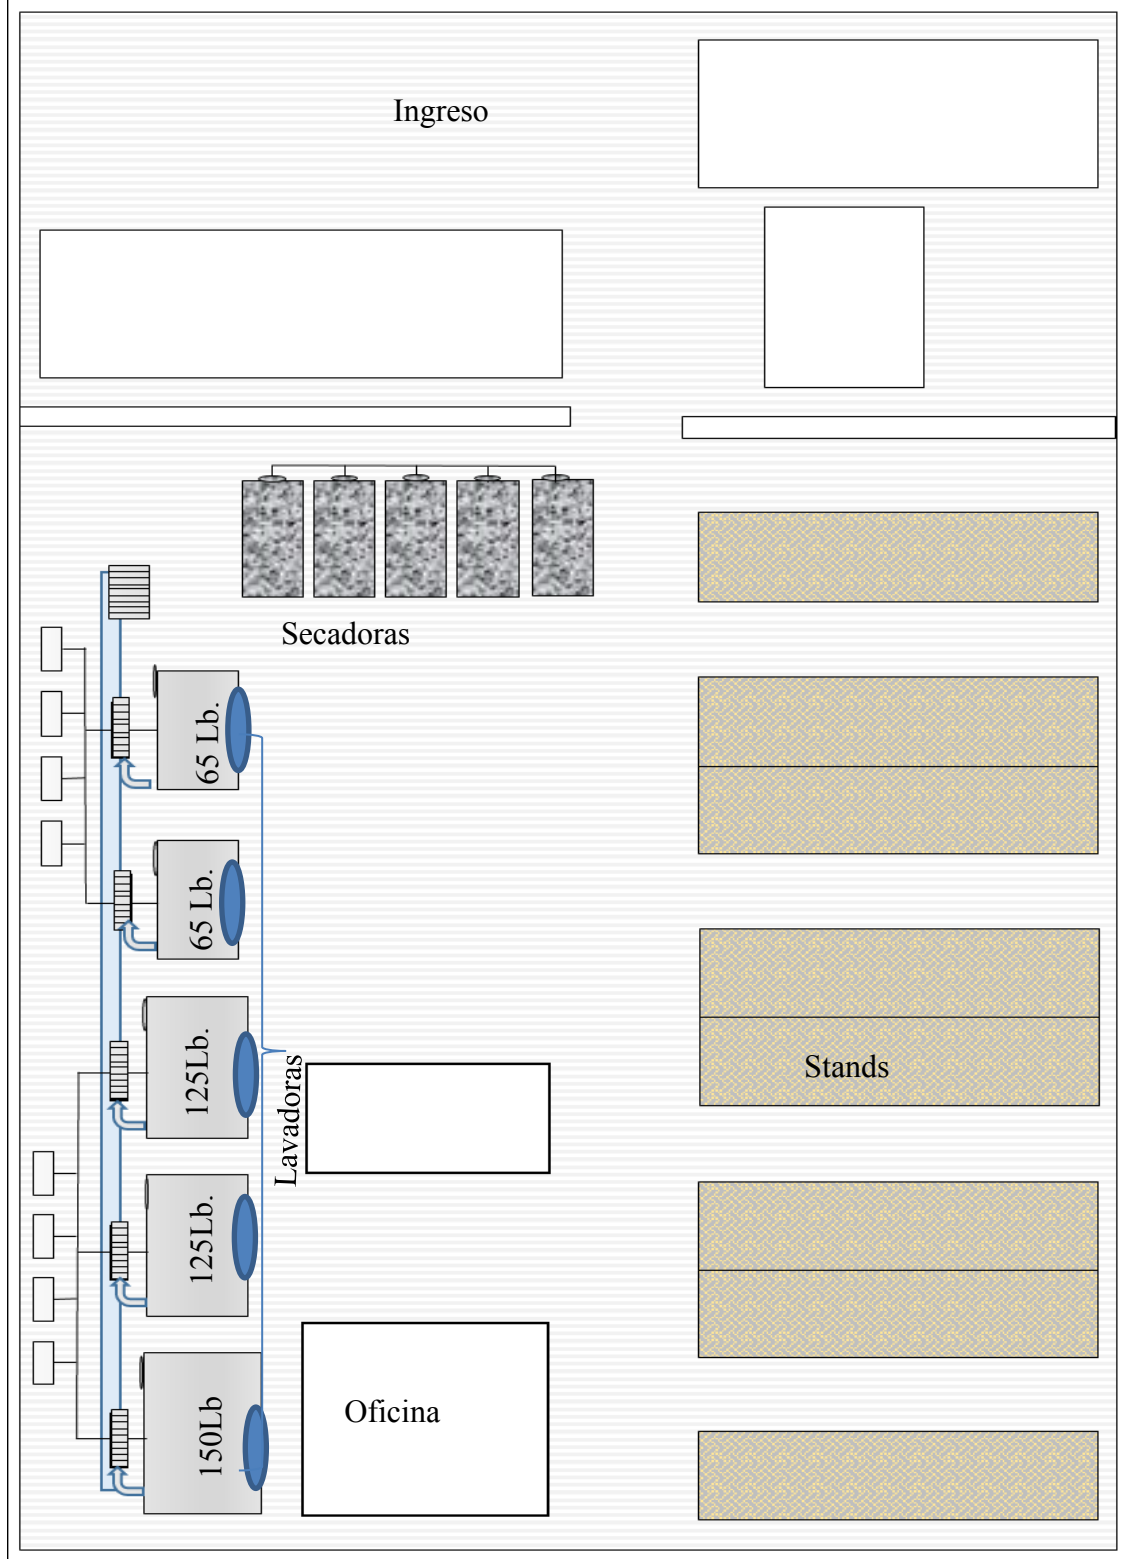 Ingreso
Secadoras
65 Lb.
65 Lb.
125Lb.
Lavadoras
Stands
125Lb.
Oficina
150Lb